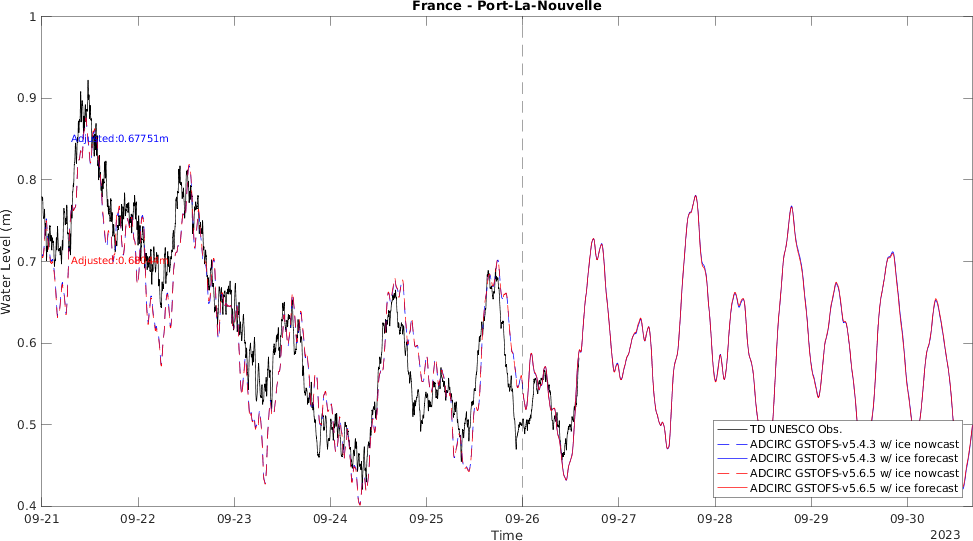 France - Port-La-Nouvelle
1
0.9
0.8
0.7
0.6
0.5
0.4
Water Level (m)
Adjusted:0.67751m
TD UNESCO Obs.
ADCIRC GSTOFS-v5.4.3 w/ ice nowcast
ADCIRC GSTOFS-v5.4.3 w/ ice forecast
ADCIRC GSTOFS-v5.6.5 w/ ice nowcast
ADCIRC GSTOFS-v5.6.5 w/ ice forecast
09-21 09-22 09-23 09-24 09-25 09-26 09-27 09-28 09-29 09-30
Time
2023